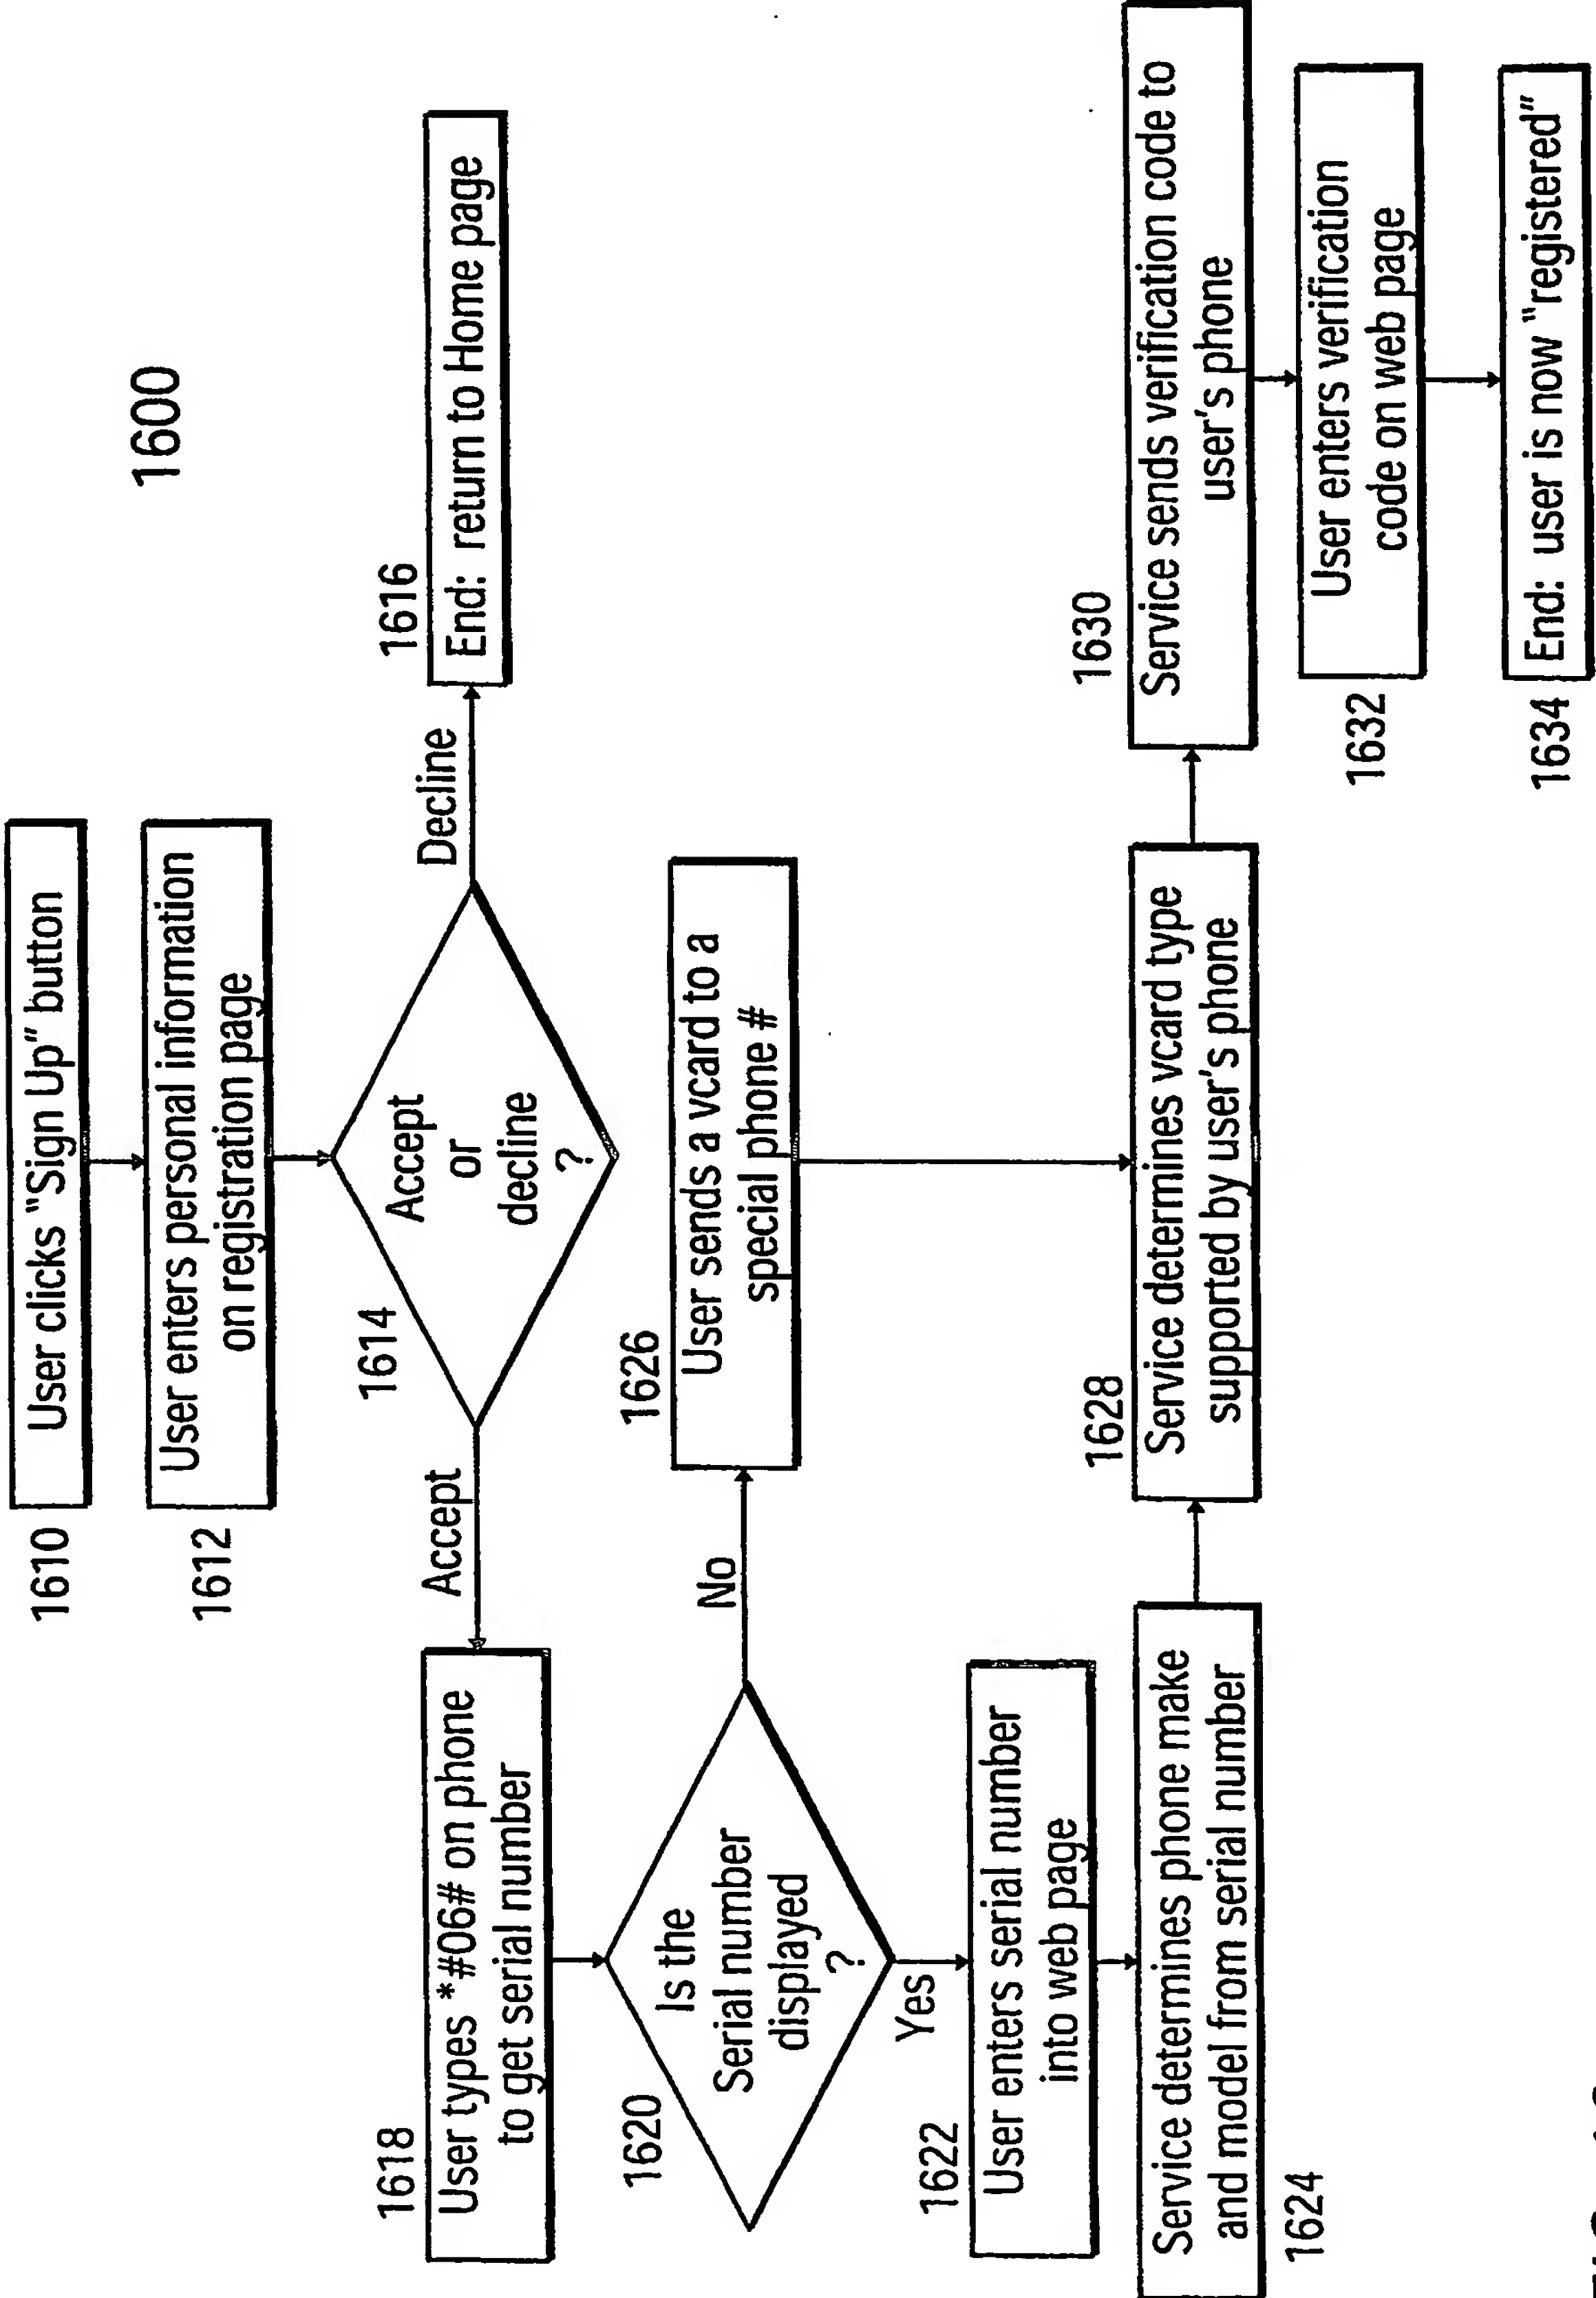 1600
1610
User clicks "Sign Up" button
1612
User enters personal information
on registration page
1614
Accept
or
decline
?
Decline
1616
End: return to Home page
Accept
1618
User types *#06# on phone
to get serial number
1620
Is the
Serial number
displayed
?
No
1626
User sends a vcard to a
special phone #
Yes
1622
User enters serial number
into web page
1624
Service determines phone make
and model from serial number
1628
Service determines vcard type
supported by user's phone
1630
Service sends verification code to
user's phone
1632
User enters verification
code on web page
1634
End: user is now "registered"